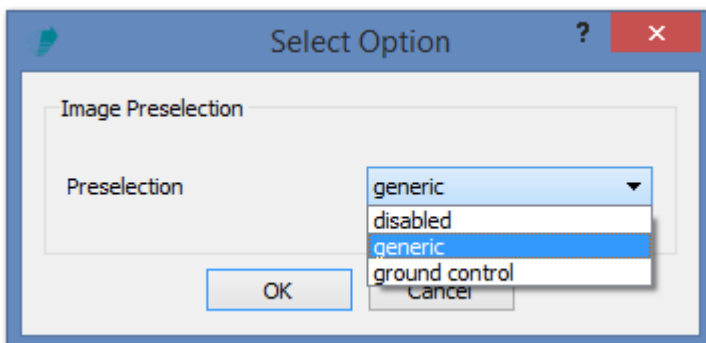 Select Option
?
Image Preselection
Preselection
generic
disabled
generic
ground control
OK
Cancel